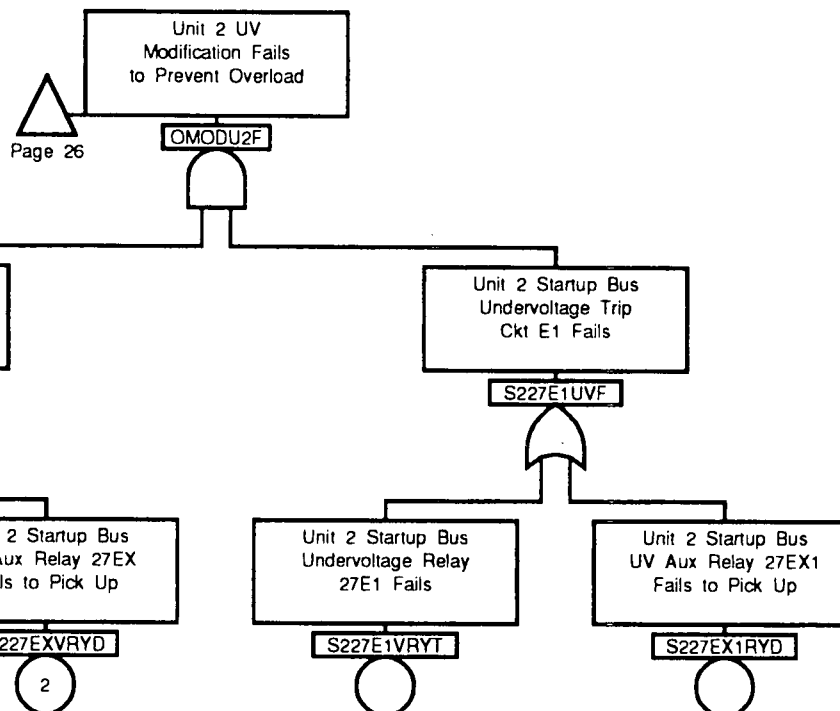 Unit 2 UV
Modification Fails
to Prevent Overload
Page 26
OMODU2F
Unit 2 Startup Bus
Undervoltage Trip
Ckt E1 Fails
S227E1UVF
2 Startup Bus
Aux Relay 27EX
ls to Pick Up
227EXVRYD
2
Unit 2 Startup Bus
Undervoltage Relay
27E1 Fails
S227E1VRYT
Unit 2 Startup Bus
UV Aux Relay 27EX1
Fails to Pick Up
S227EX1RYD